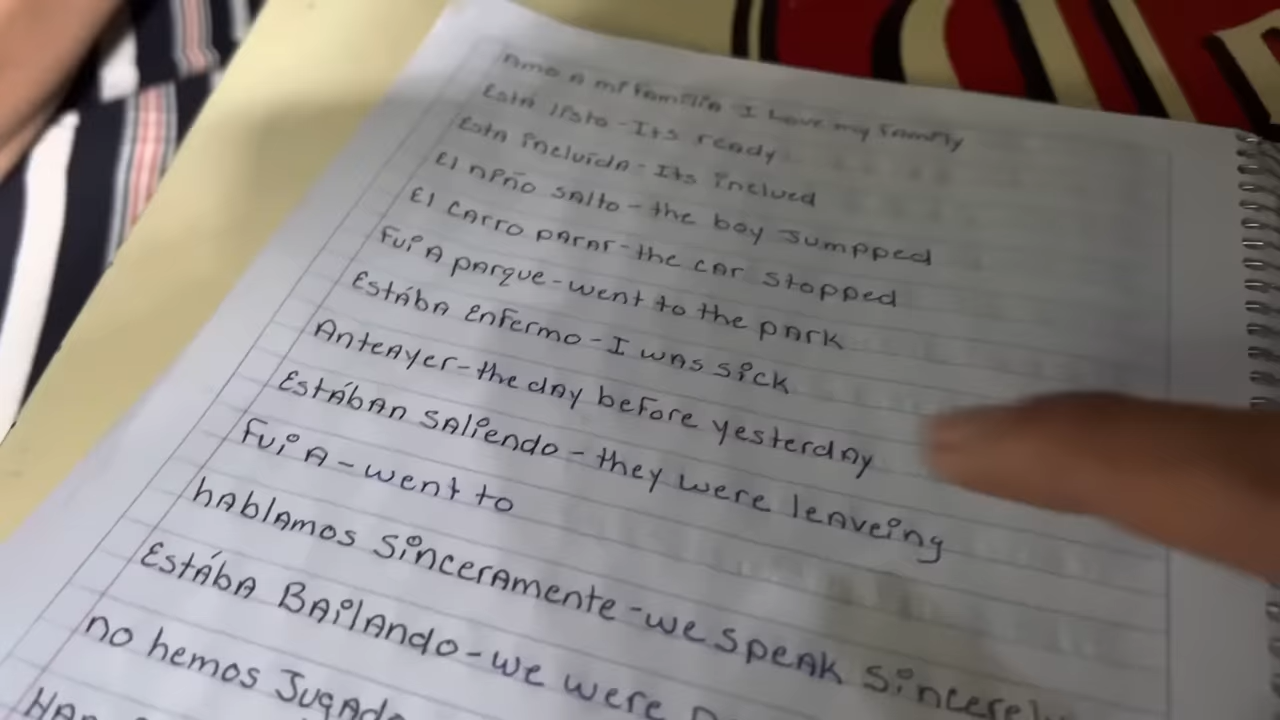 Amo A mi familia I Love my family
Está listo - Its ready
Esta incluida - Its inclued
El niño salto - the boy Jumpped
El CArro pArAr - the cAr stopped
Fui A pArque - went to the pArk
Estába EnFermo - I wAs sick
AnteAyer - the dAy beFore yesterdAy
Estában sAliendo - they were leAveing
Fui A - went to
hAblAmos SinCerAmente - we speAk Sincerely
Estába BAilAndo - we were
no hemos JugAdo